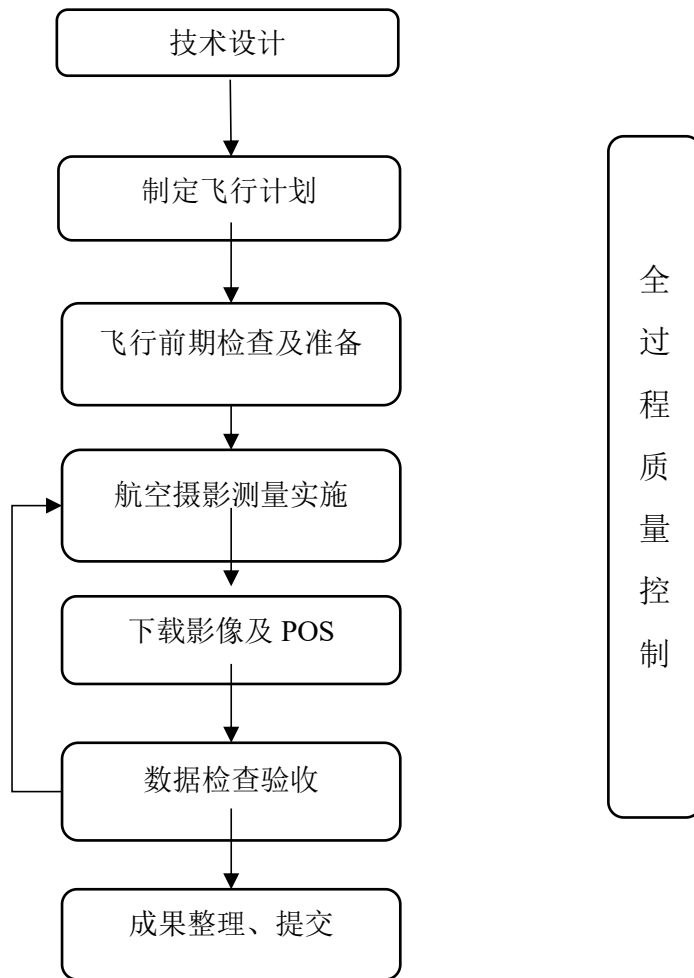 技术设计
制定飞行计划
飞行前期检查及准备
航空摄影测量实施
下载影像及 POS
数据检查验收
成果整理、提交
全
过
程
质
量
控
制